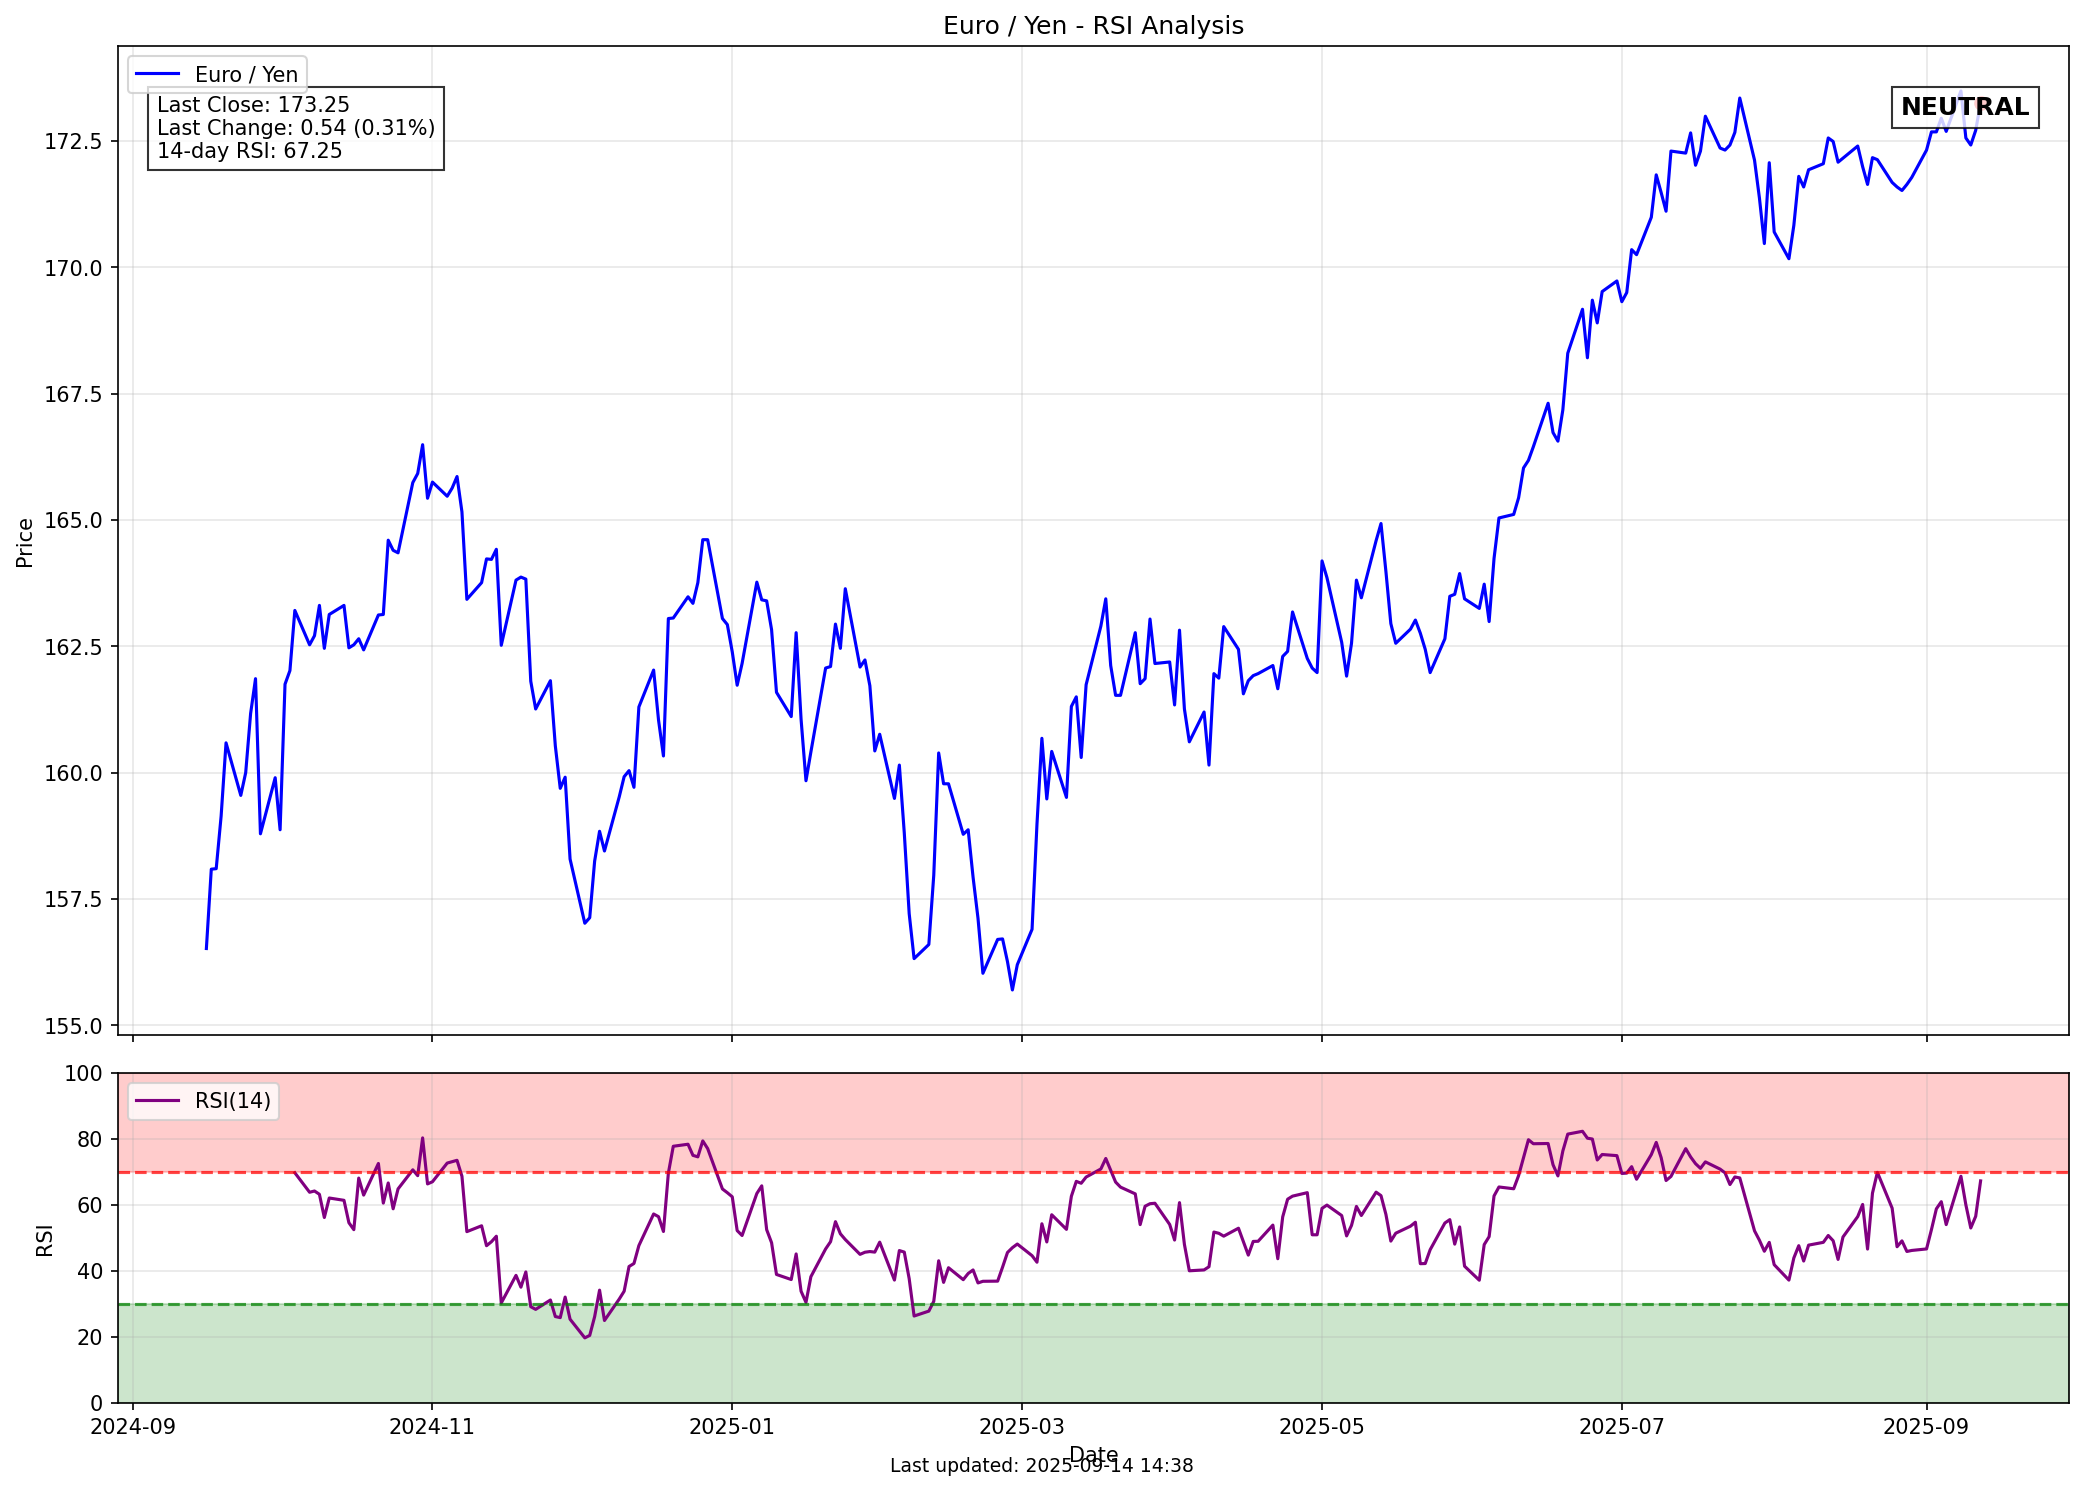 Euro / Yen - RSI Analysis
Euro / Yen
Last Close: 173.25
Last Change: 0.54 (0.31%)
14-day RSI: 67.25
NEUTRAL
172.5
170.0
167.5
165.0
162.5
160.0
157.5
155.0
Price
RSI(14)
100
80
60
40
20
0
RSI
2024-09
2024-11
2025-01
2025-03
2025-05
2025-07
2025-09
Date
Last updated: 2025-09-14 14:38